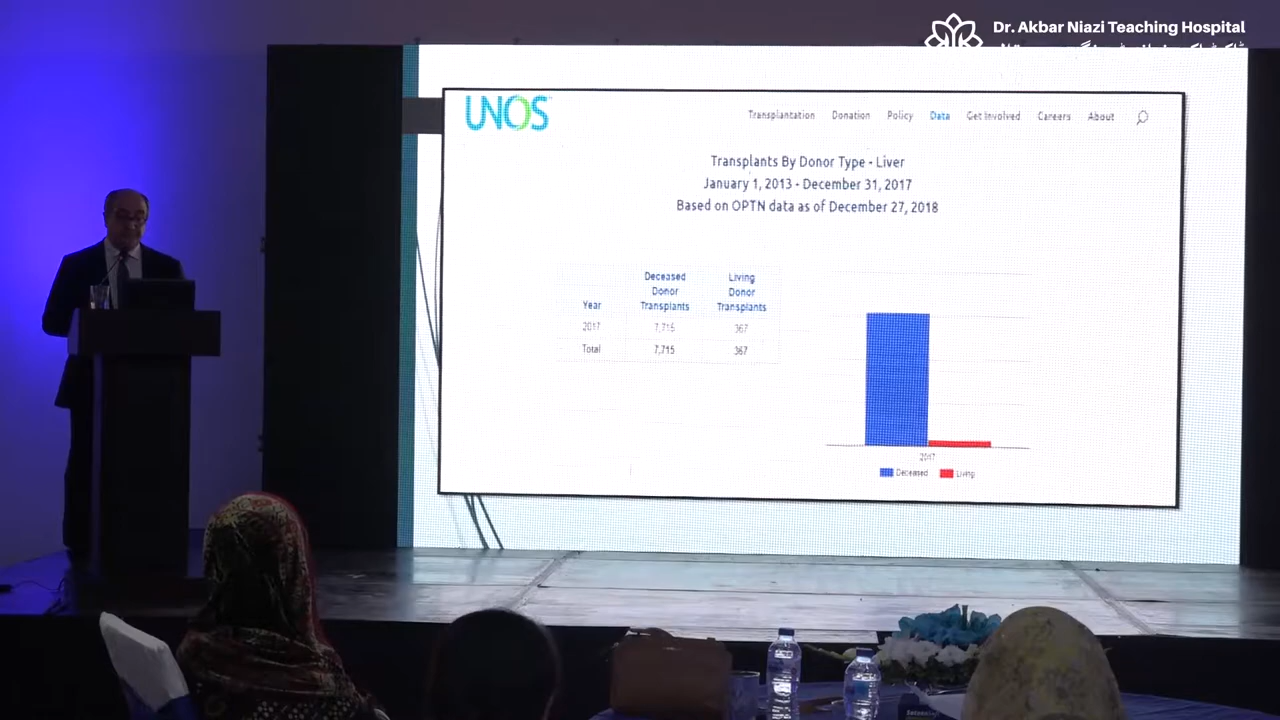 Dr. Akbar Niazi Teaching Hospital
UNOS
Transplantation Donation Policy Data Get Involved Careers About
Transplants By Donor Type - Liver
January 1, 2013 - December 31, 2017
Based on OPTN data as of December 27, 2018
Year Deceased Donor Transplants Living Donor Transplants
2017 7,715 367
Total 7,715 367
2017
Deceased Living